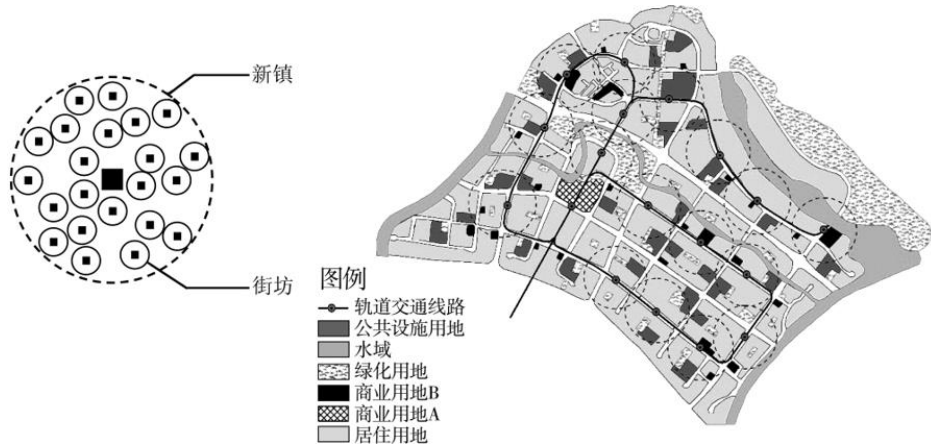 新镇
街坊
图例
轨道交通线路
公共设施用地
水域
绿化用地
商业用地B
商业用地A
居住用地